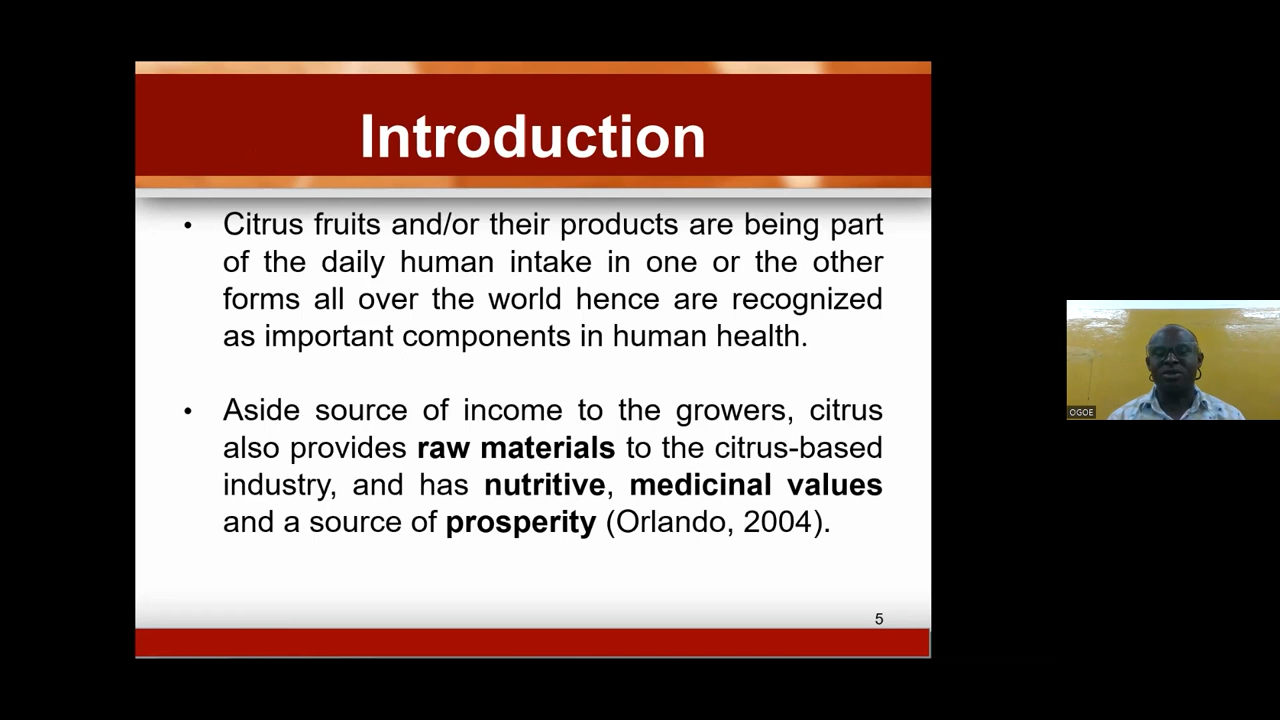 Introduction
• Citrus fruits and/or their products are being part
of the daily human intake in one or the other
forms all over the world hence are recognized
as important components in human health.
• Aside source of income to the growers, citrus
also provides raw materials to the citrus-based
industry, and has nutritive, medicinal values
and a source of prosperity (Orlando, 2004).
5
OGOE